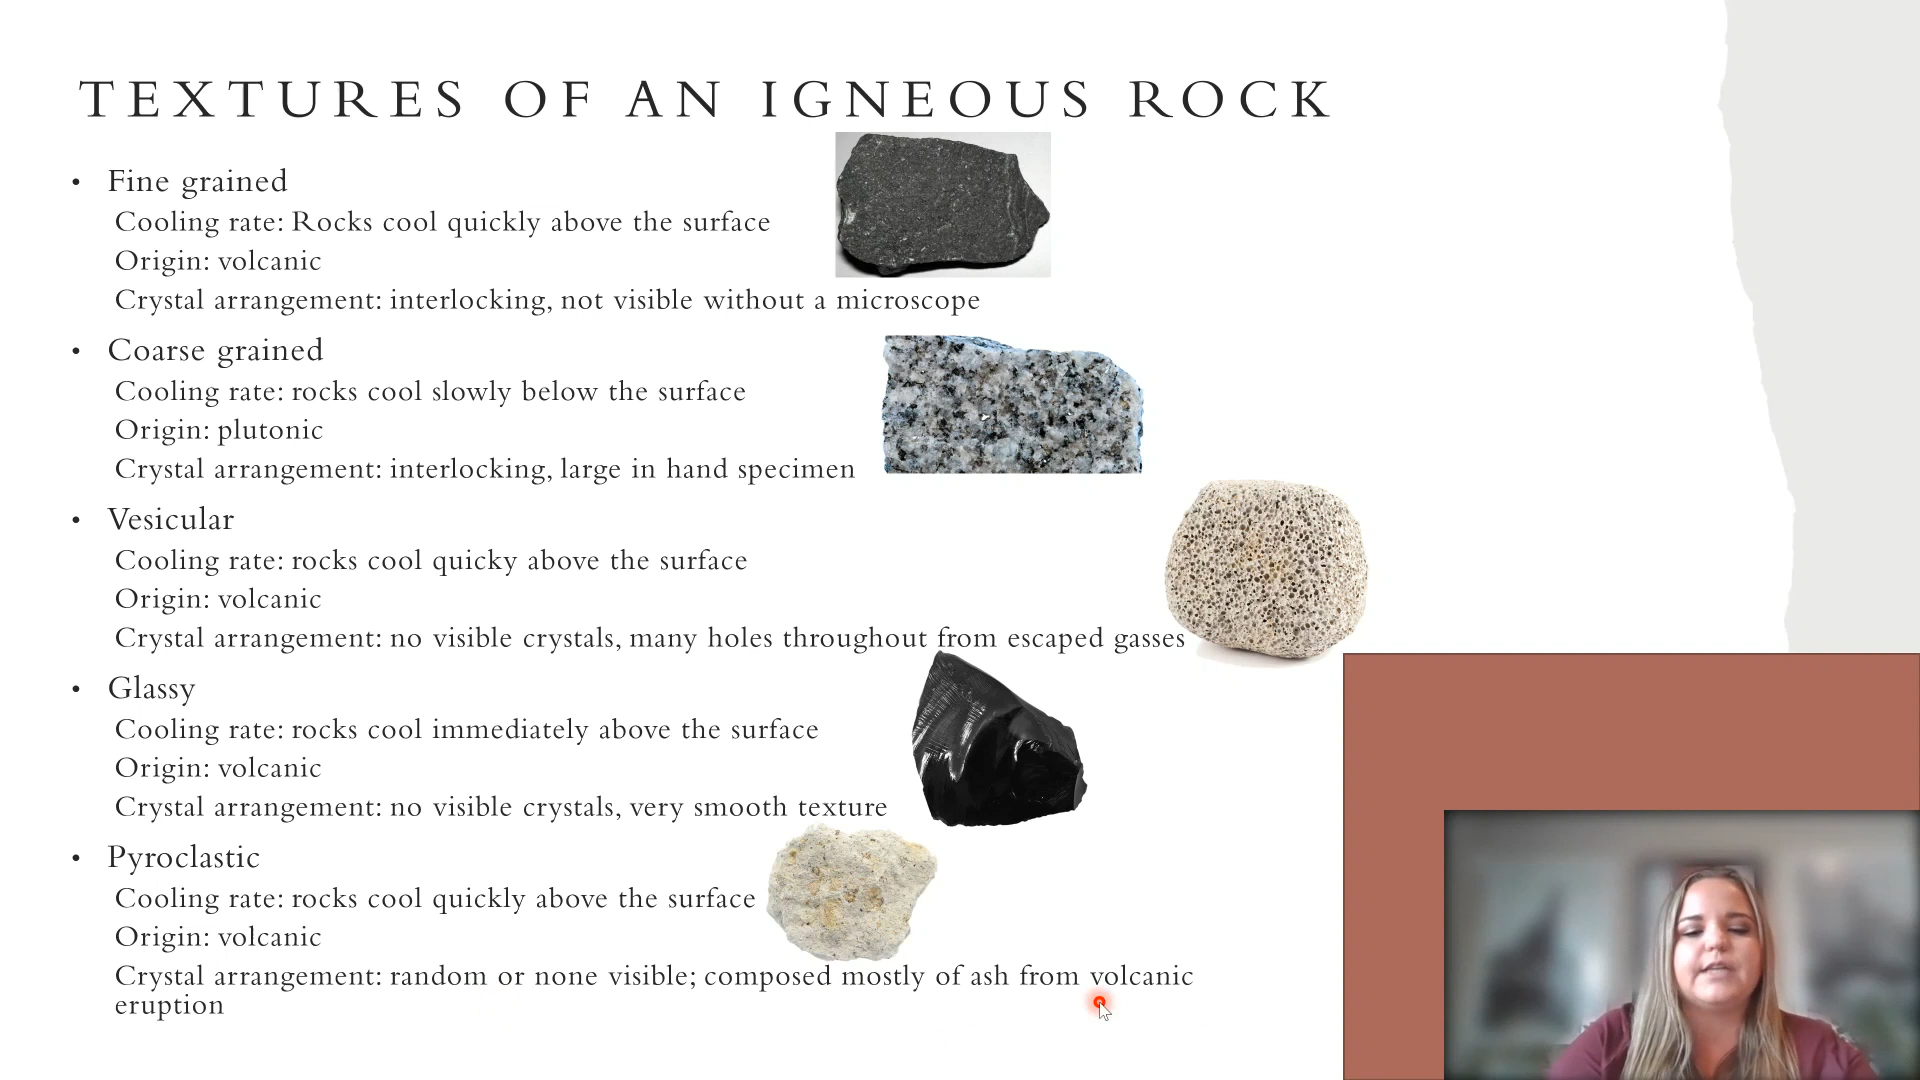 TEXTURES OF AN IGNEOUS ROCK
• Fine grained
Cooling rate: Rocks cool quickly above the surface
Origin: volcanic
Crystal arrangement: interlocking, not visible without a microscope
• Coarse grained
Cooling rate: rocks cool slowly below the surface
Origin: plutonic
Crystal arrangement: interlocking, large in hand specimen
• Vesicular
Cooling rate: rocks cool quicky above the surface
Origin: volcanic
Crystal arrangement: no visible crystals, many holes throughout from escaped gasses
• Glassy
Cooling rate: rocks cool immediately above the surface
Origin: volcanic
Crystal arrangement: no visible crystals, very smooth texture
• Pyroclastic
Cooling rate: rocks cool quickly above the surface
Origin: volcanic
Crystal arrangement: random or none visible; composed mostly of ash from volcanic
eruption